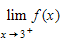 lim f(x)
x→3⁺